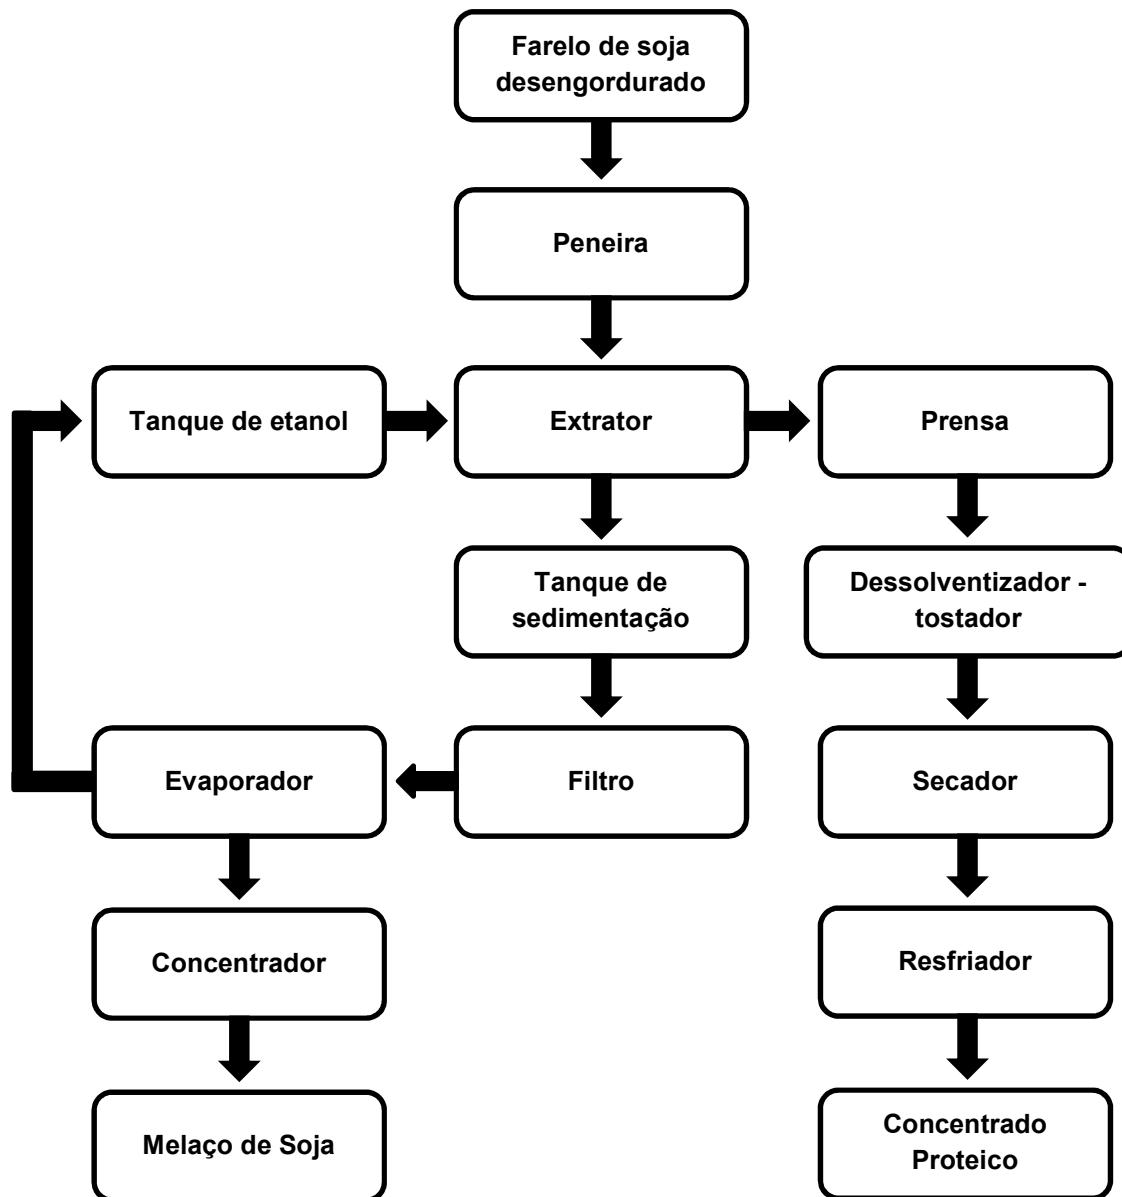 Farelo de soja
desengordurado
Peneira
Tanque de etanol
Extrator
Prensa
Tanque de
sedimentação
Dessolventizador -
tostador
Evaporador
Filtro
Secador
Concentrador
Resfriador
Melaço de Soja
Concentrado
Proteico